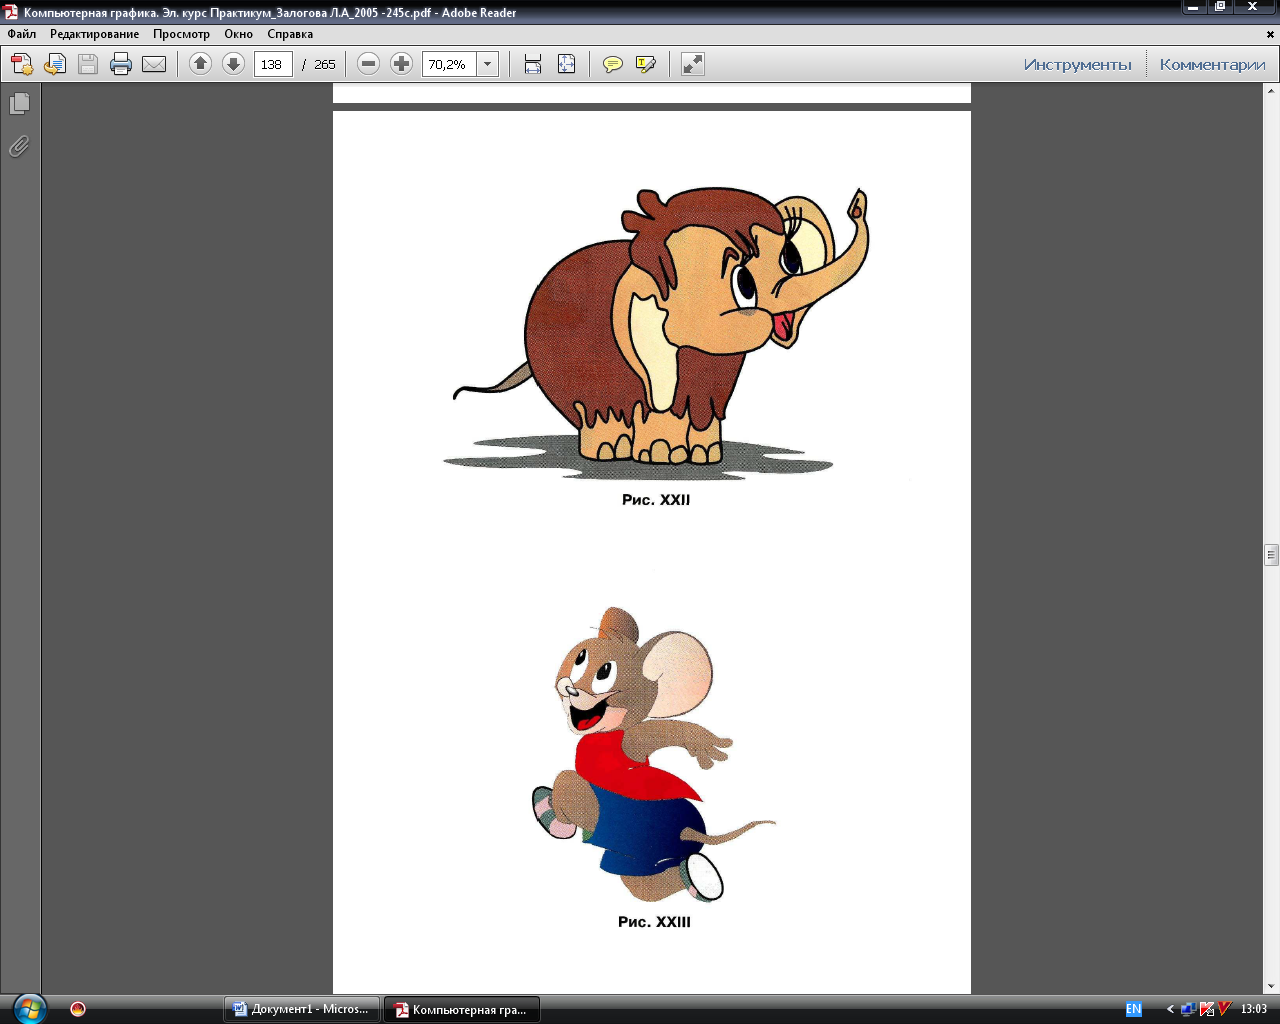 Компьютерная графика. Эл. курс Практикум_Залогова Л.А_2005 -245с.pdf - Adobe Reader
Файл Редактирование Просмотр Окно Справка
138 / 265 70,2% Инструменты Комментарии
Рис. XXII
Рис. XXIII
Документ1 - Micros... Компьютерная гра... EN 13:03